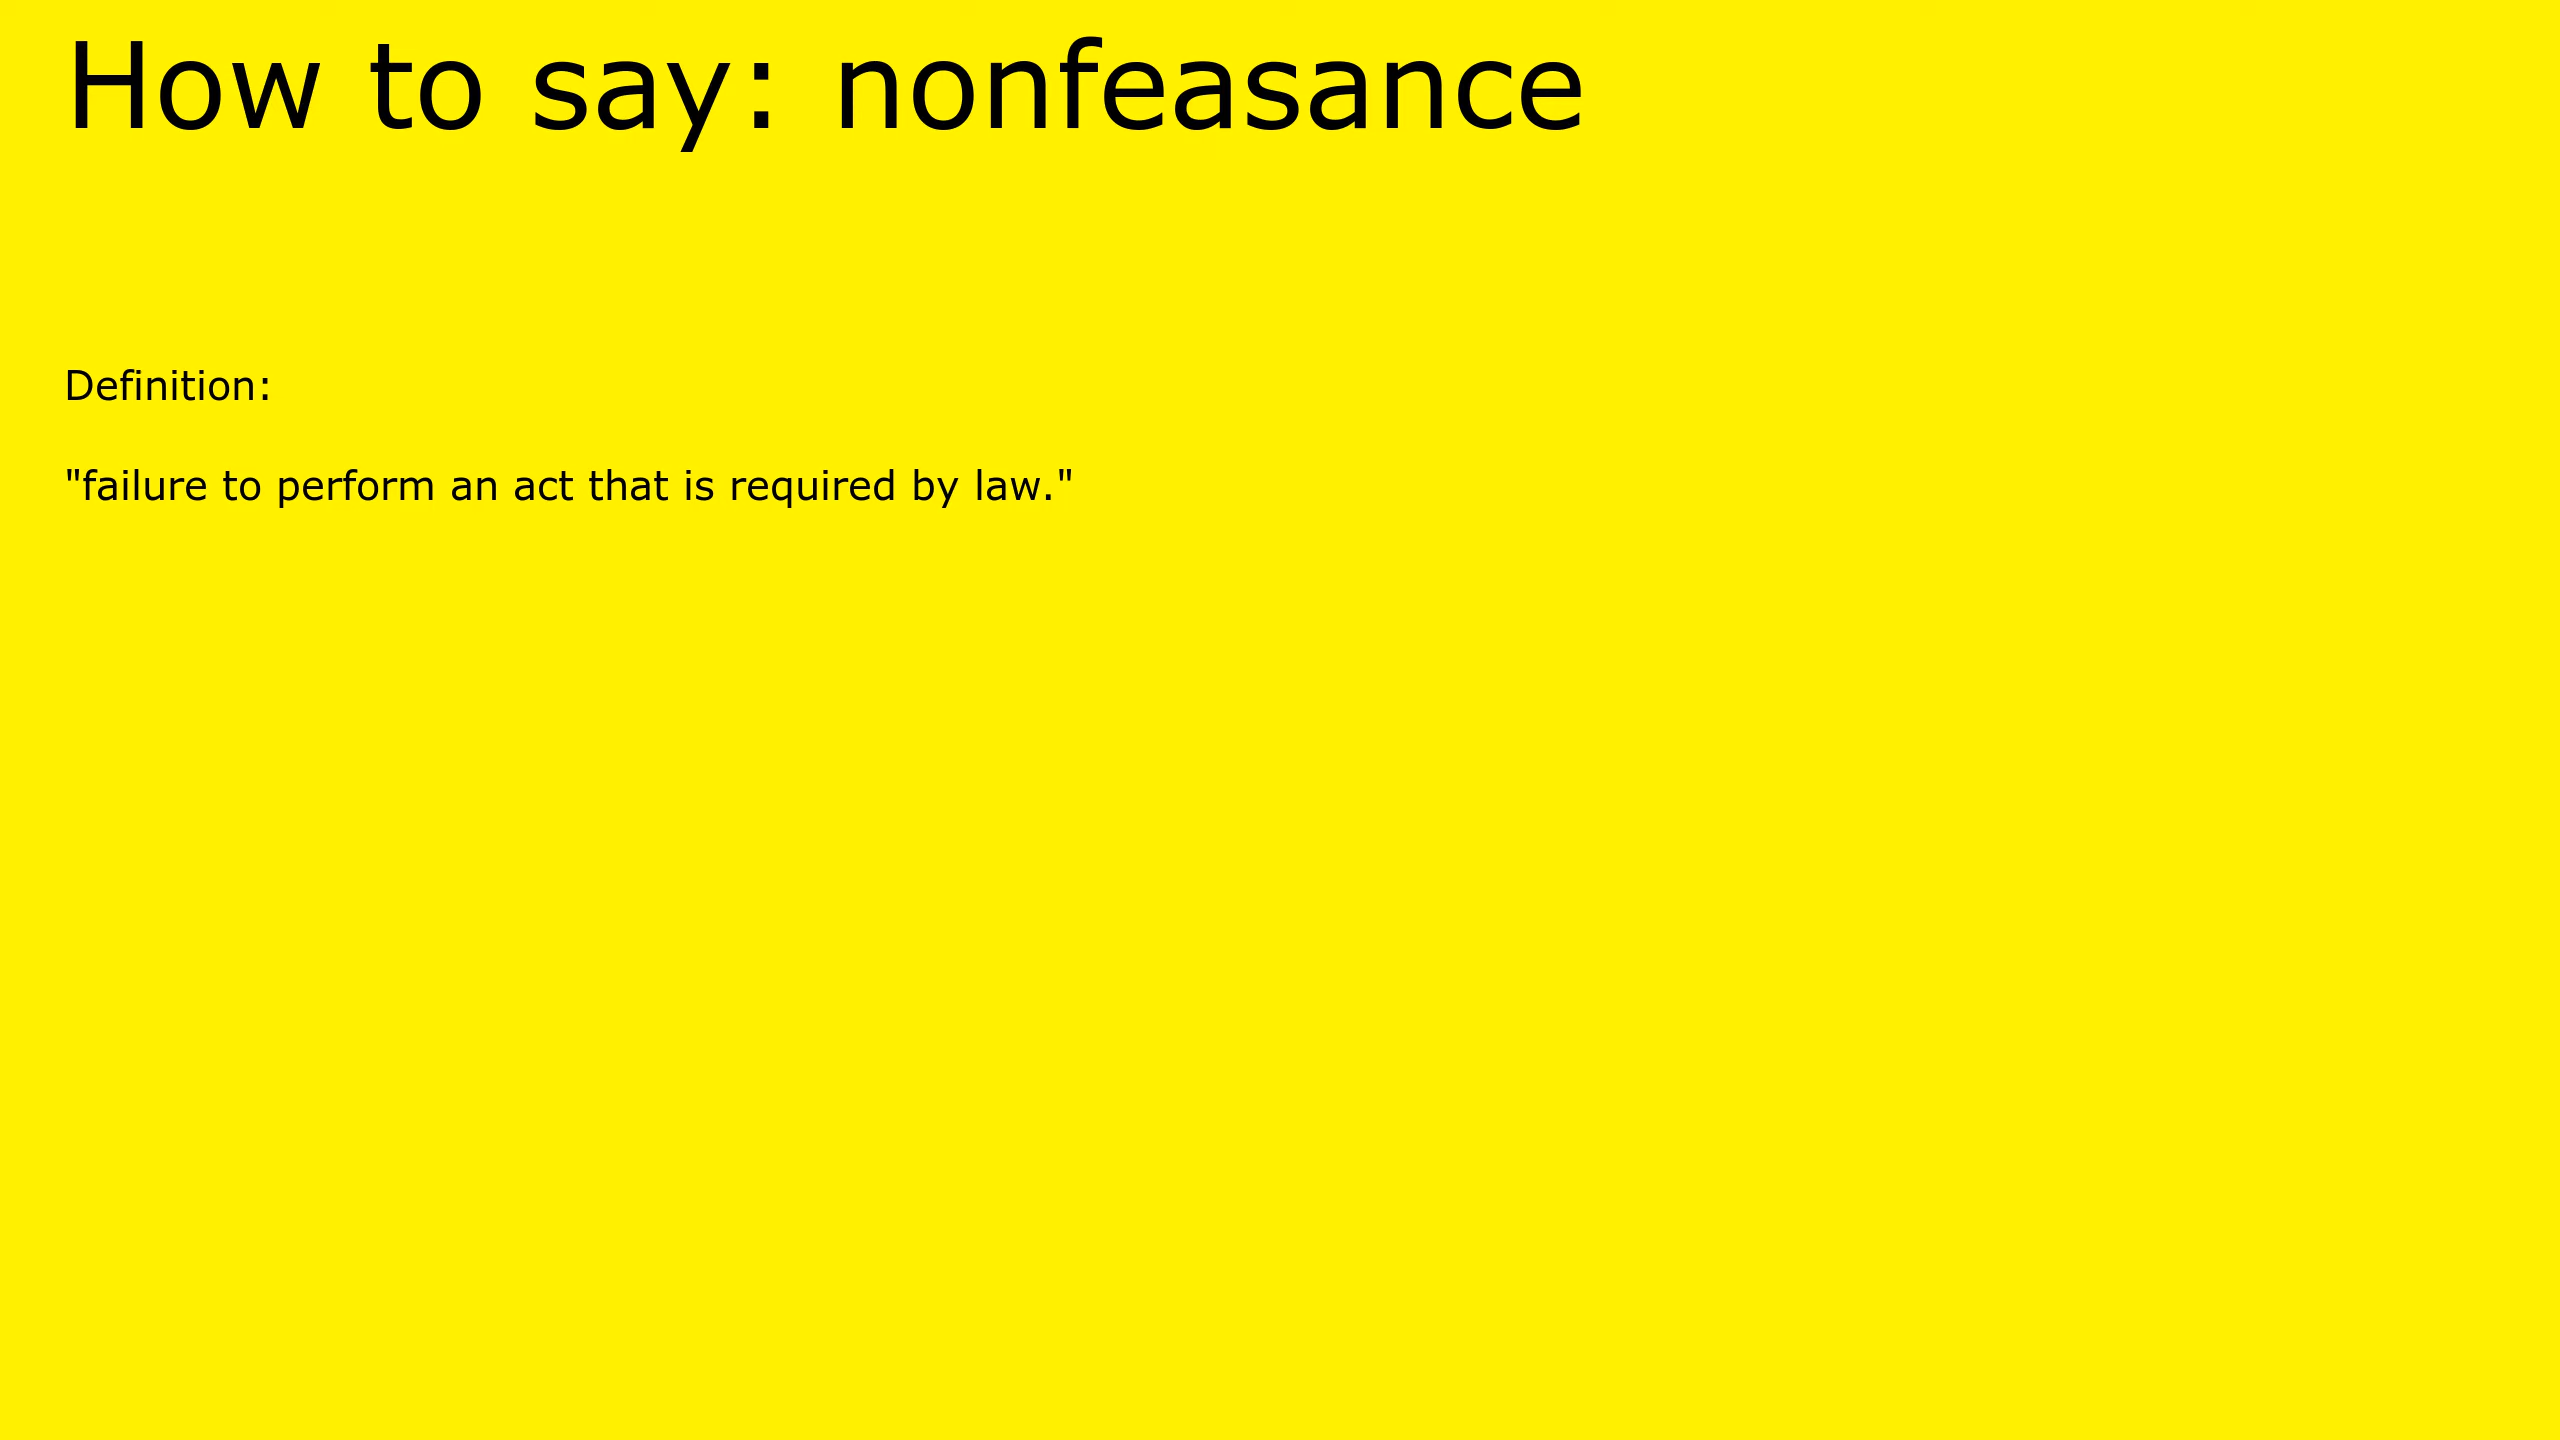 How to say: nonfeasance
Definition:
"failure to perform an act that is required by law."